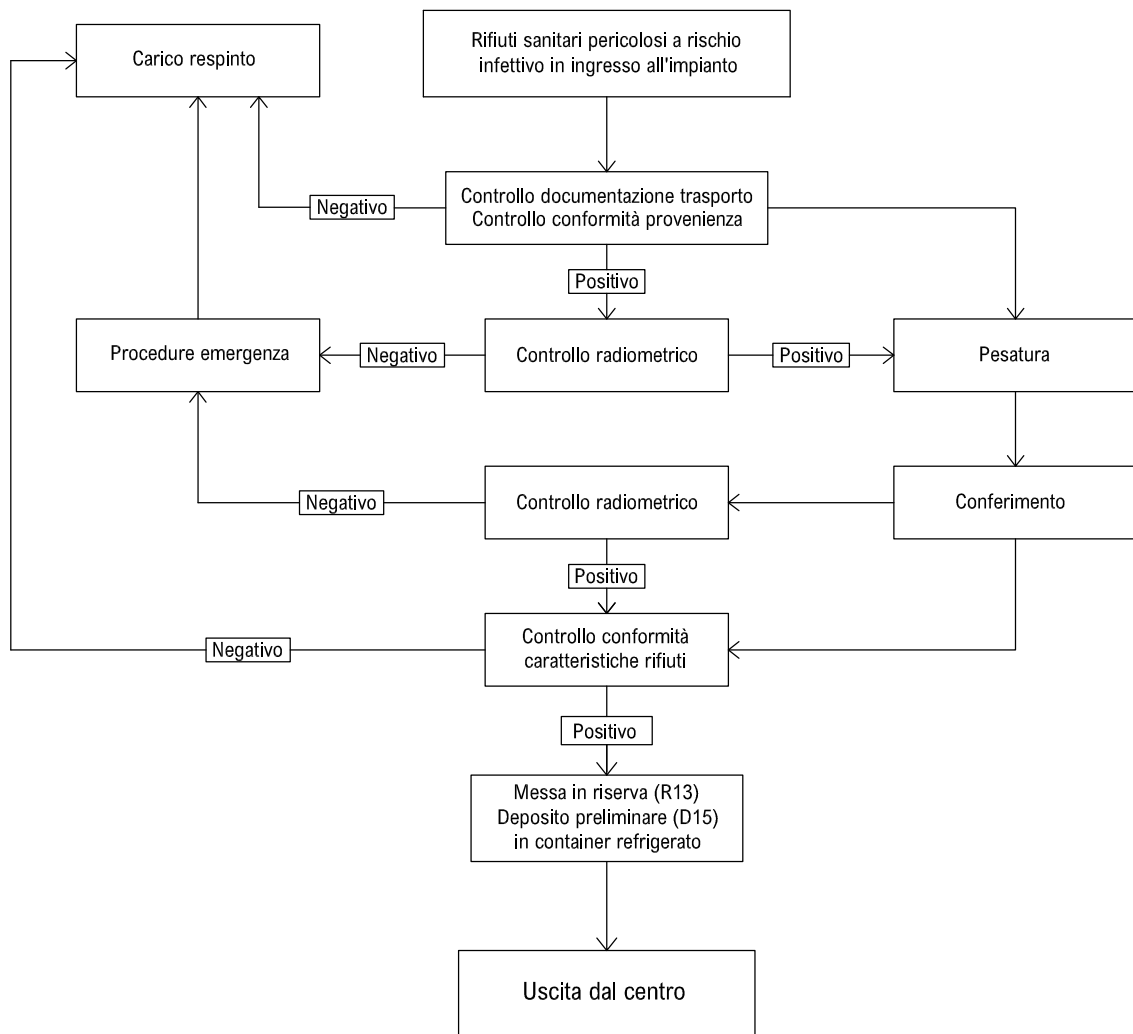 Carico respinto
Rifiuti sanitari pericolosi a rischio
infettivo in ingresso all'impianto
Negativo
Controllo documentazione trasporto
Controllo conformità provenienza
Positivo
Procedure emergenza
Negativo
Controllo radiometrico
Positivo
Pesatura
Negativo
Controllo radiometrico
Conferimento
Positivo
Negativo
Controllo conformità
caratteristiche rifiuti
Positivo
Messa in riserva (R13)
Deposito preliminare (D15)
in container refrigerato
Uscita dal centro